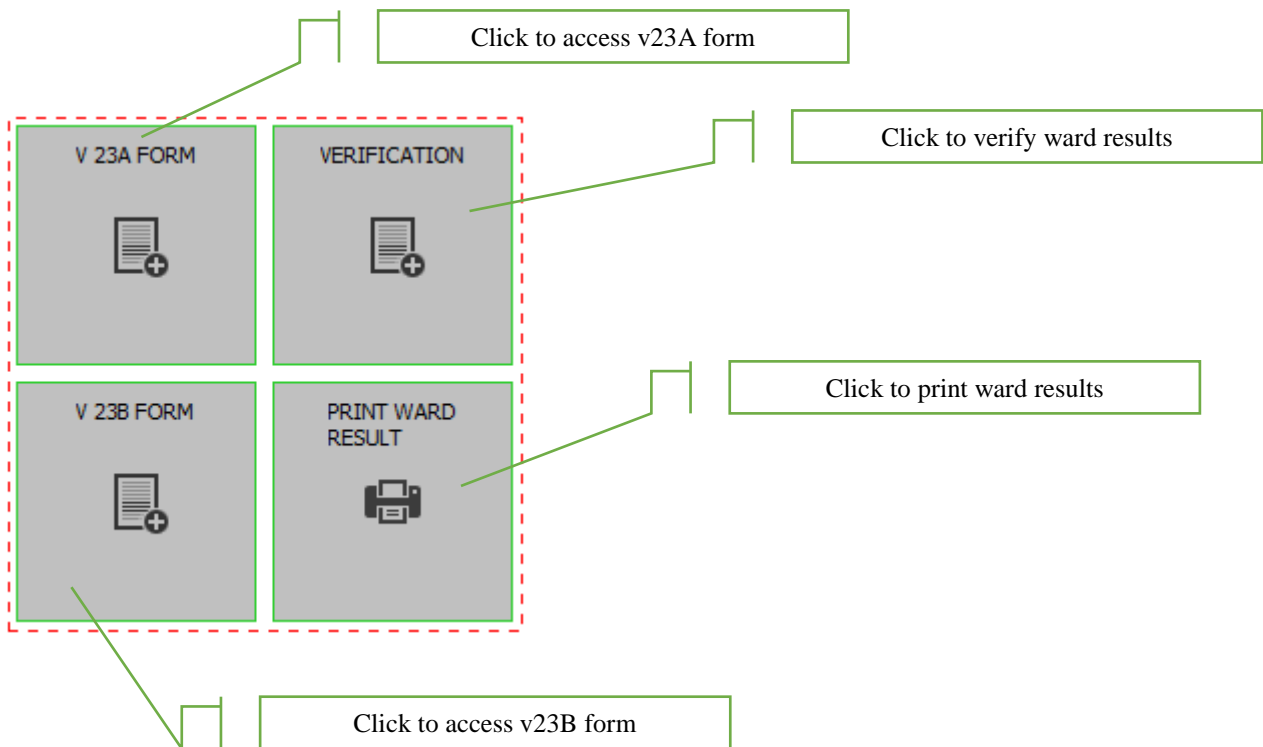 Click to access v23A form
V 23A FORM
VERIFICATION
Click to verify ward results
V 23B FORM
PRINT WARD
RESULT
Click to print ward results
Click to access v23B form